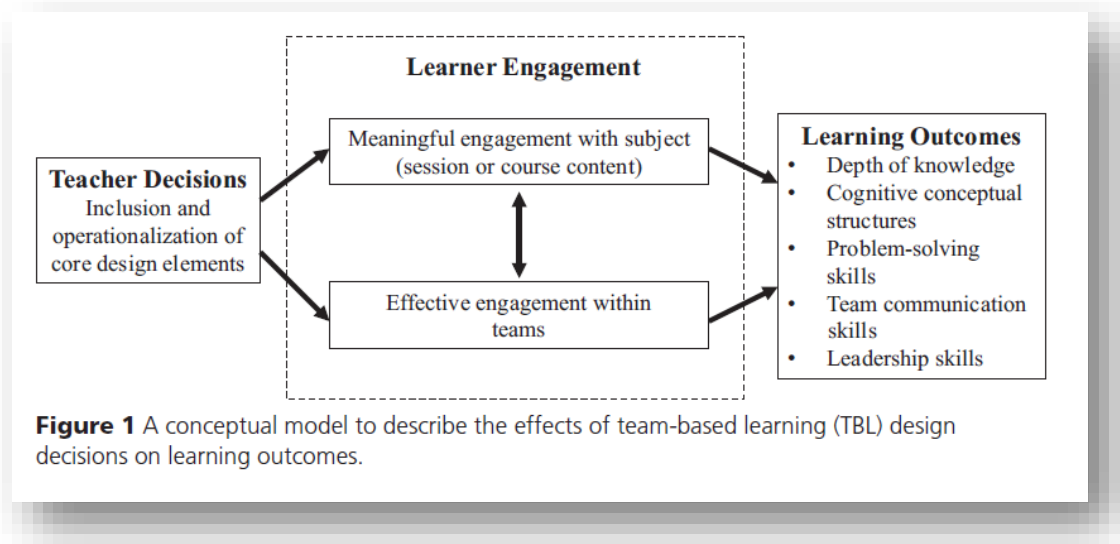 Learner Engagement
Teacher Decisions
Inclusion and
operationalization of
core design elements
Meaningful engagement with subject
(session or course content)
Effective engagement within
teams
Learning Outcomes
• Depth of knowledge
• Cognitive conceptual
structures
• Problem-solving
skills
• Team communication
skills
• Leadership skills
Figure 1 A conceptual model to describe the effects of team-based learning (TBL) design
decisions on learning outcomes.